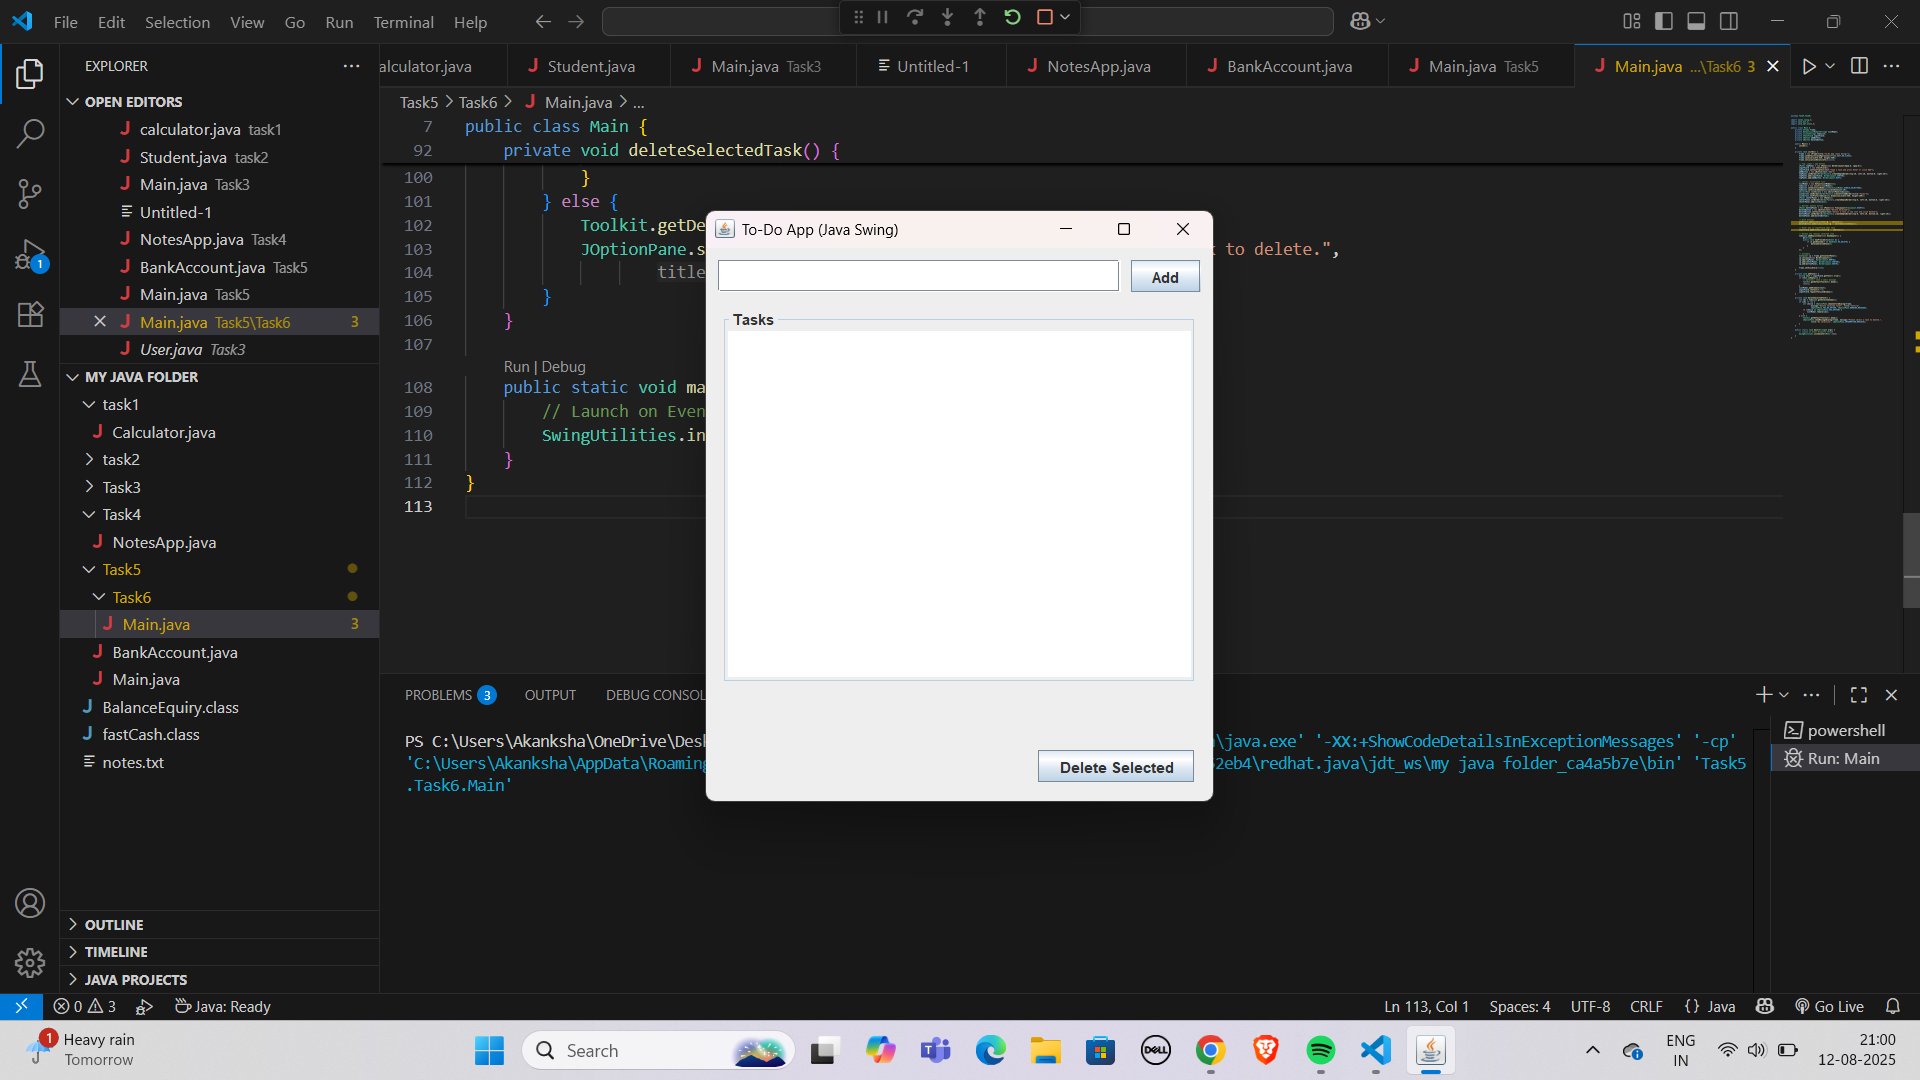 File Edit Selection View Go Run Terminal Help
EXPLORER
OPEN EDITORS
calculator.java task1
Student.java task2
Main.java Task3
Untitled-1
NotesApp.java Task4
BankAccount.java Task5
Main.java Task5
Main.java Task5\Task6 3
User.java Task3
MY JAVA FOLDER
task1
Calculator.java
task2
Task3
Task4
NotesApp.java
Task5
Task6
Main.java 3
BankAccount.java
Main.java
BalanceEquiry.class
fastCash.class
notes.txt
OUTLINE
TIMELINE
JAVA PROJECTS
alculator.java Student.java Main.java Task3 Untitled-1 NotesApp.java BankAccount.java Main.java Task5 Main.java ...\Task6 3
Task5 > Task6 > Main.java > ...
7 public class Main {
92 private void deleteSelectedTask() {
100 }
101 } else {
102 Toolkit.getDe
103 JOptionPane.s k to delete.",
104 title
105 }
106 }
107
Run | Debug
108 public static void ma
109 // Launch on Even
110 SwingUtilities.in
111 }
112 }
113
To-Do App (Java Swing)
Add
Tasks
Delete Selected
PROBLEMS 3 OUTPUT DEBUG CONSOL
PS C:\Users\Akanksha\OneDrive\Desk \java.exe' '-XX:+ShowCodeDetailsInExceptionMessages' '-cp'
'C:\Users\Akanksha\AppData\Roaming 2eb4\redhat.java\jdt_ws\my java folder_ca4a5b7e\bin' 'Task5
.Task6.Main'
powershell
Run: Main
0 3 Java: Ready Ln 113, Col 1 Spaces: 4 UTF-8 CRLF {} Java Go Live
1
Heavy rain
Tomorrow
Search
DELL
ENG
IN
21:00
12-08-2025